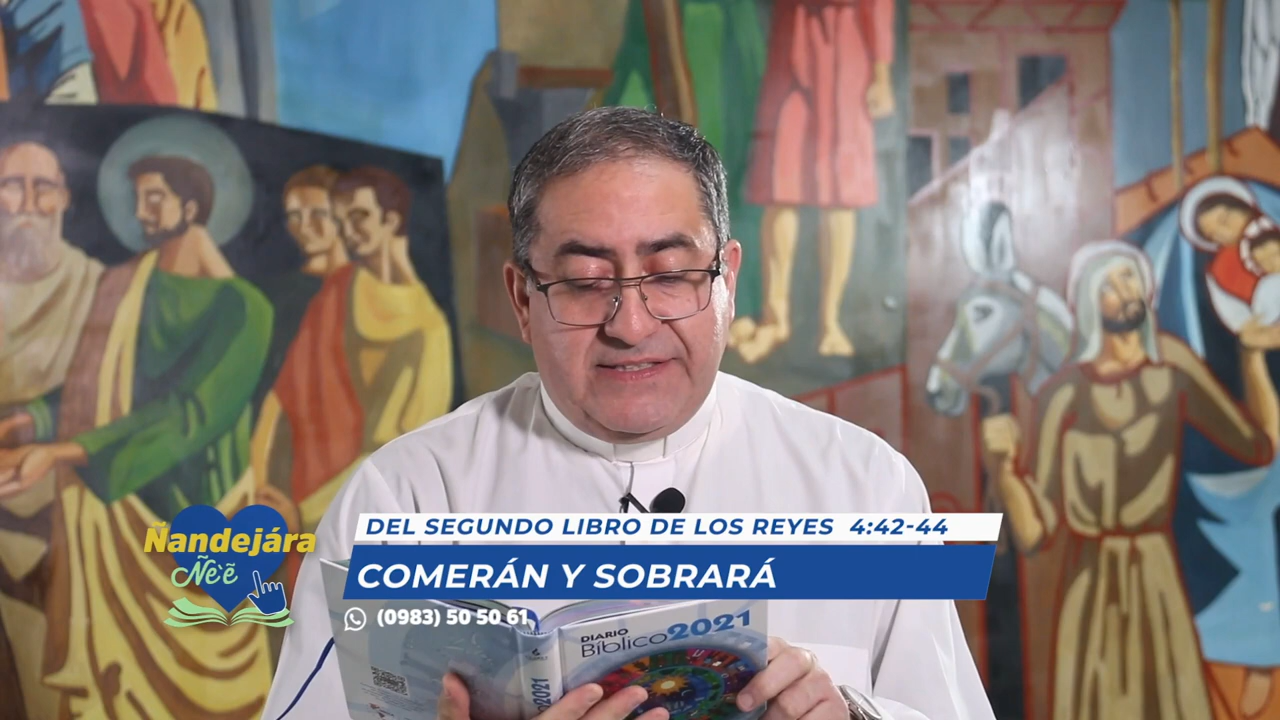 DEL SEGUNDO LIBRO DE LOS REYES 4:42-44
Ñandejára
Ñe'ẽ
COMERÁN Y SOBRARÁ
(0983) 50 50 61
DIARIO
Bíblico 2021
2021